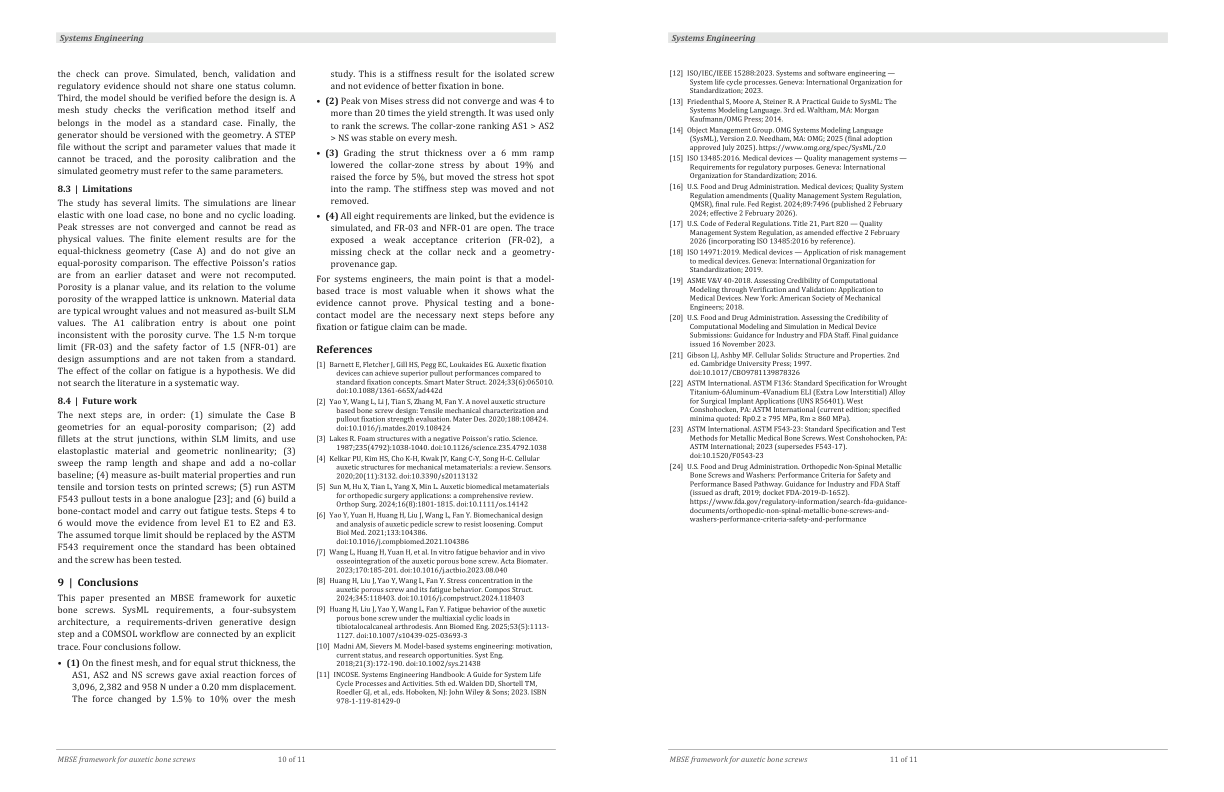 Systems Engineering
the check can prove. Simulated, bench, validation and
regulatory evidence should not share one status column.
Third, the model should be verified before the design is. A
mesh study checks the verification method itself and
belongs in the model as a standard case. Finally, the
generator should be versioned with the geometry. A STEP
file without the script and parameter values that made it
cannot be traced, and the porosity calibration and the
simulated geometry must refer to the same parameters.
8.3 | Limitations
The study has several limits. The simulations are linear
elastic with one load case, no bone and no cyclic loading.
Peak stresses are not converged and cannot be read as
physical values. The finite element results are for the
equal-thickness geometry (Case A) and do not give an
equal-porosity comparison. The effective Poisson's ratios
are from an earlier dataset and were not recomputed.
Porosity is a planar value, and its relation to the volume
porosity of the wrapped lattice is unknown. Material data
are typical wrought values and not measured as-built SLM
values. The A1 calibration entry is about one point
inconsistent with the porosity curve. The 1.5 N·m torque
limit (FR-03) and the safety factor of 1.5 (NFR-01) are
design assumptions and are not taken from a standard.
The effect of the collar on fatigue is a hypothesis. We did
not search the literature in a systematic way.
8.4 | Future work
The next steps are, in order: (1) simulate the Case B
geometries for an equal-porosity comparison; (2) add
fillets at the strut junctions, within SLM limits, and use
elastoplastic material and geometric nonlinearity; (3)
sweep the ramp length and shape and add a no-collar
baseline; (4) measure as-built material properties and run
tensile and torsion tests on printed screws; (5) run ASTM
F543 pullout tests in a bone analogue [23]; and (6) build a
bone-contact model and carry out fatigue tests. Steps 4 to
6 would move the evidence from level E1 to E2 and E3.
The assumed torque limit should be replaced by the ASTM
F543 requirement once the standard has been obtained
and the screw has been tested.
9 | Conclusions
This paper presented an MBSE framework for auxetic
bone screws. SysML requirements, a four-subsystem
architecture, a requirements-driven generative design
step and a COMSOL workflow are connected by an explicit
trace. Four conclusions follow.
• (1) On the finest mesh, and for equal strut thickness, the
AS1, AS2 and NS screws gave axial reaction forces of
3,096, 2,382 and 958 N under a 0.20 mm displacement.
The force changed by 1.5% to 10% over the mesh
study. This is a stiffness result for the isolated screw
and not evidence of better fixation in bone.
• (2) Peak von Mises stress did not converge and was 4 to
more than 20 times the yield strength. It was used only
to rank the screws. The collar-zone ranking AS1 > AS2
> NS was stable on every mesh.
• (3) Grading the strut thickness over a 6 mm ramp
lowered the collar-zone stress by about 19% and
raised the force by 5%, but moved the stress hot spot
into the ramp. The stiffness step was moved and not
removed.
• (4) All eight requirements are linked, but the evidence is
simulated, and FR-03 and NFR-01 are open. The trace
exposed a weak acceptance criterion (FR-02), a
missing check at the collar neck and a geometry-
provenance gap.
For systems engineers, the main point is that a model-
based trace is most valuable when it shows what the
evidence cannot prove. Physical testing and a bone-
contact model are the necessary next steps before any
fixation or fatigue claim can be made.
References
[1] Barnett E, Fletcher J, Gill HS, Pegg EC, Loukaides EG. Auxetic fixation
devices can achieve superior pullout performances compared to
standard fixation concepts. Smart Mater Struct. 2024;33(6):065010.
doi:10.1088/1361-665X/ad442d
[2] Yao Y, Wang L, Li J, Tian S, Zhang M, Fan Y. A novel auxetic structure
based bone screw design: Tensile mechanical characterization and
pullout fixation strength evaluation. Mater Des. 2020;188:108424.
doi:10.1016/j.matdes.2019.108424
[3] Lakes R. Foam structures with a negative Poisson's ratio. Science.
1987;235(4792):1038-1040. doi:10.1126/science.235.4792.1038
[4] Kelkar PU, Kim HS, Cho K-H, Kwak JY, Kang C-Y, Song H-C. Cellular
auxetic structures for mechanical metamaterials: a review. Sensors.
2020;20(11):3132. doi:10.3390/s20113132
[5] Sun M, Hu X, Tian L, Yang X, Min L. Auxetic biomedical metamaterials
for orthopedic surgery applications: a comprehensive review.
Orthop Surg. 2024;16(8):1801-1815. doi:10.1111/os.14142
[6] Yao Y, Yuan H, Huang H, Liu J, Wang L, Fan Y. Biomechanical design
and analysis of auxetic pedicle screw to resist loosening. Comput
Biol Med. 2021;133:104386.
doi:10.1016/j.compbiomed.2021.104386
[7] Wang L, Huang H, Yuan H, et al. In vitro fatigue behavior and in vivo
osseointegration of the auxetic porous bone screw. Acta Biomater.
2023;170:185-201. doi:10.1016/j.actbio.2023.08.040
[8] Huang H, Liu J, Yao Y, Wang L, Fan Y. Stress concentration in the
auxetic porous screw and its fatigue behavior. Compos Struct.
2024;345:118403. doi:10.1016/j.compstruct.2024.118403
[9] Huang H, Liu J, Yao Y, Wang L, Fan Y. Fatigue behavior of the auxetic
porous bone screw under the multiaxial cyclic loads in
tibiotalocalcaneal arthrodesis. Ann Biomed Eng. 2025;53(5):1113-
1127. doi:10.1007/s10439-025-03693-3
[10] Madni AM, Sievers M. Model-based systems engineering: motivation,
current status, and research opportunities. Syst Eng.
2018;21(3):172-190. doi:10.1002/sys.21438
[11] INCOSE. Systems Engineering Handbook: A Guide for System Life
Cycle Processes and Activities. 5th ed. Walden DD, Shortell TM,
Roedler GJ, et al., eds. Hoboken, NJ: John Wiley & Sons; 2023. ISBN
978-1-119-81429-0
MBSE framework for auxetic bone screws
10 of 11
Systems Engineering
[12] ISO/IEC/IEEE 15288:2023. Systems and software engineering —
System life cycle processes. Geneva: International Organization for
Standardization; 2023.
[13] Friedenthal S, Moore A, Steiner R. A Practical Guide to SysML: The
Systems Modeling Language. 3rd ed. Waltham, MA: Morgan
Kaufmann/OMG Press; 2014.
[14] Object Management Group. OMG Systems Modeling Language
(SysML), Version 2.0. Needham, MA: OMG; 2025 (final adoption
approved July 2025). https://www.omg.org/spec/SysML/2.0
[15] ISO 13485:2016. Medical devices — Quality management systems —
Requirements for regulatory purposes. Geneva: International
Organization for Standardization; 2016.
[16] U.S. Food and Drug Administration. Medical devices; Quality System
Regulation amendments (Quality Management System Regulation,
QMSR), final rule. Fed Regist. 2024;89:7496 (published 2 February
2024; effective 2 February 2026).
[17] U.S. Code of Federal Regulations. Title 21, Part 820 — Quality
Management System Regulation, as amended effective 2 February
2026 (incorporating ISO 13485:2016 by reference).
[18] ISO 14971:2019. Medical devices — Application of risk management
to medical devices. Geneva: International Organization for
Standardization; 2019.
[19] ASME V&V 40-2018. Assessing Credibility of Computational
Modeling through Verification and Validation: Application to
Medical Devices. New York: American Society of Mechanical
Engineers; 2018.
[20] U.S. Food and Drug Administration. Assessing the Credibility of
Computational Modeling and Simulation in Medical Device
Submissions: Guidance for Industry and FDA Staff. Final guidance
issued 16 November 2023.
[21] Gibson LJ, Ashby MF. Cellular Solids: Structure and Properties. 2nd
ed. Cambridge University Press; 1997.
doi:10.1017/CBO9781139878326
[22] ASTM International. ASTM F136: Standard Specification for Wrought
Titanium-6Aluminum-4Vanadium ELI (Extra Low Interstitial) Alloy
for Surgical Implant Applications (UNS R56401). West
Conshohocken, PA: ASTM International (current edition; specified
minima quoted: Rp0.2 ≥ 795 MPa, Rm ≥ 860 MPa).
[23] ASTM International. ASTM F543-23: Standard Specification and Test
Methods for Metallic Medical Bone Screws. West Conshohocken, PA:
ASTM International; 2023 (supersedes F543-17).
doi:10.1520/F0543-23
[24] U.S. Food and Drug Administration. Orthopedic Non-Spinal Metallic
Bone Screws and Washers: Performance Criteria for Safety and
Performance Based Pathway. Guidance for Industry and FDA Staff
(issued as draft, 2019; docket FDA-2019-D-1652).
https://www.fda.gov/regulatory-information/search-fda-guidance-
documents/orthopedic-non-spinal-metallic-bone-screws-and-
washers-performance-criteria-safety-and-performance
MBSE framework for auxetic bone screws
11 of 11